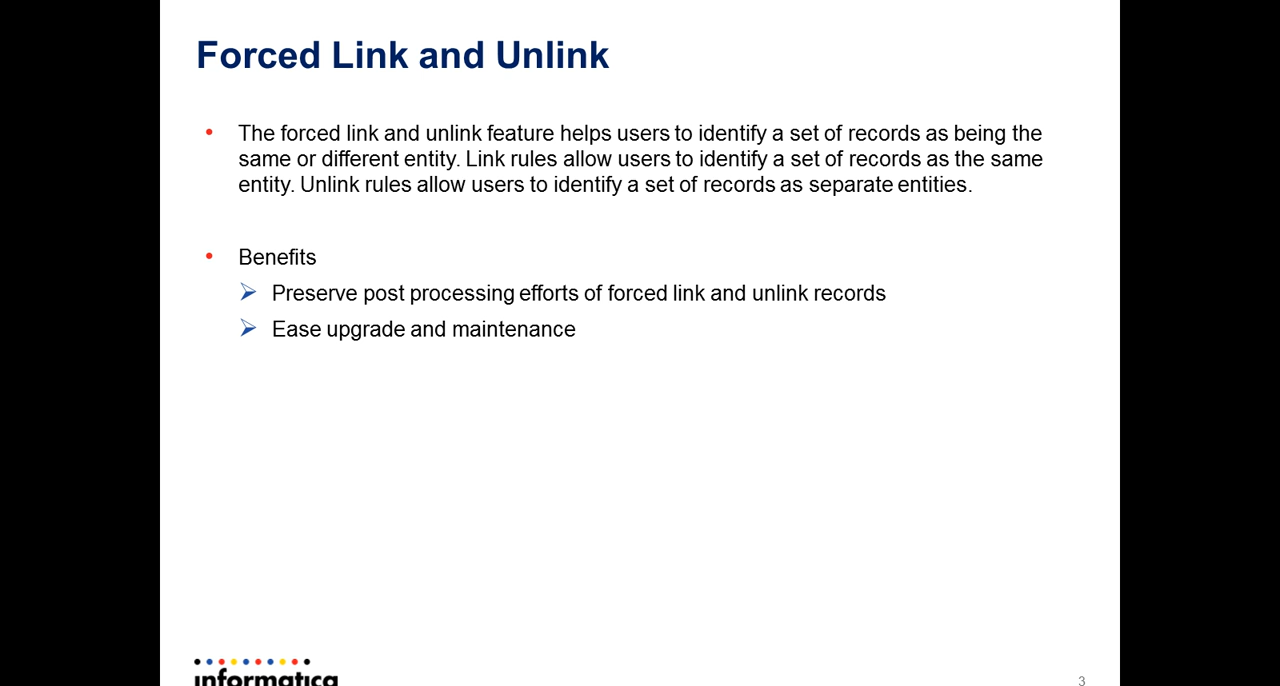 Forced Link and Unlink
• The forced link and unlink feature helps users to identify a set of records as being the
same or different entity. Link rules allow users to identify a set of records as the same
entity. Unlink rules allow users to identify a set of records as separate entities.
• Benefits
➢ Preserve post processing efforts of forced link and unlink records
➢ Ease upgrade and maintenance
informatica
3